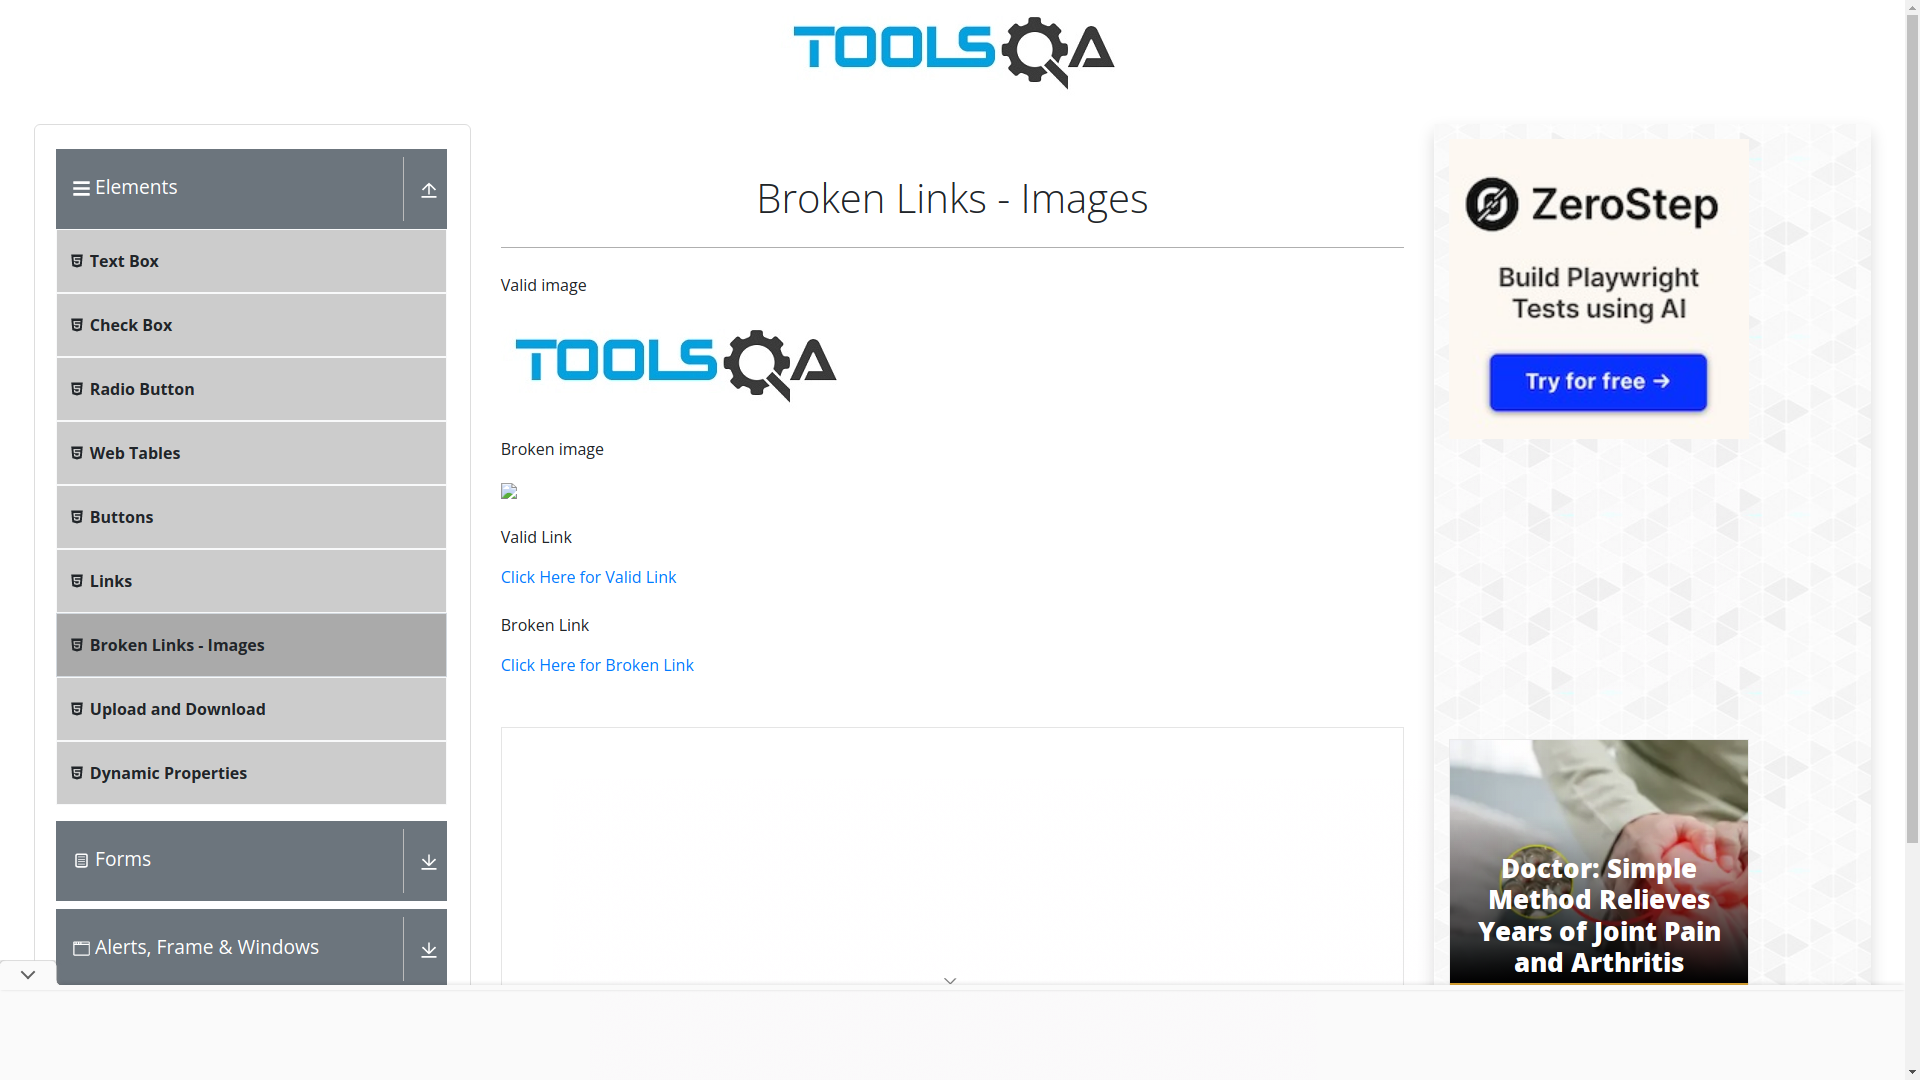 TOOLSQA
Elements
Text Box
Check Box
Radio Button
Web Tables
Buttons
Links
Broken Links - Images
Upload and Download
Dynamic Properties
Forms
Alerts, Frame & Windows
Broken Links - Images
Valid image
TOOLSQA
Broken image
Valid Link
Click Here for Valid Link
Broken Link
Click Here for Broken Link
ZeroStep
Build Playwright
Tests using AI
Try for free →
Doctor: Simple
Method Relieves
Years of Joint Pain
and Arthritis